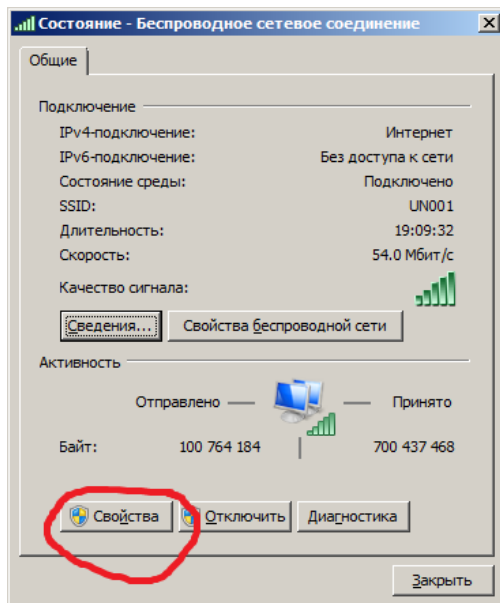 Состояние - Беспроводное сетевое соединение
Общие
Подключение
IPv4-подключение: Интернет
IPv6-подключение: Без доступа к сети
Состояние среды: Подключено
SSID: UN001
Длительность: 19:09:32
Скорость: 54.0 Мбит/с
Качество сигнала:
Сведения... Свойства беспроводной сети
Активность
Отправлено — — Принято
Байт: 100 764 184 | 700 437 468
Свойства Отключить Диагностика
Закрыть